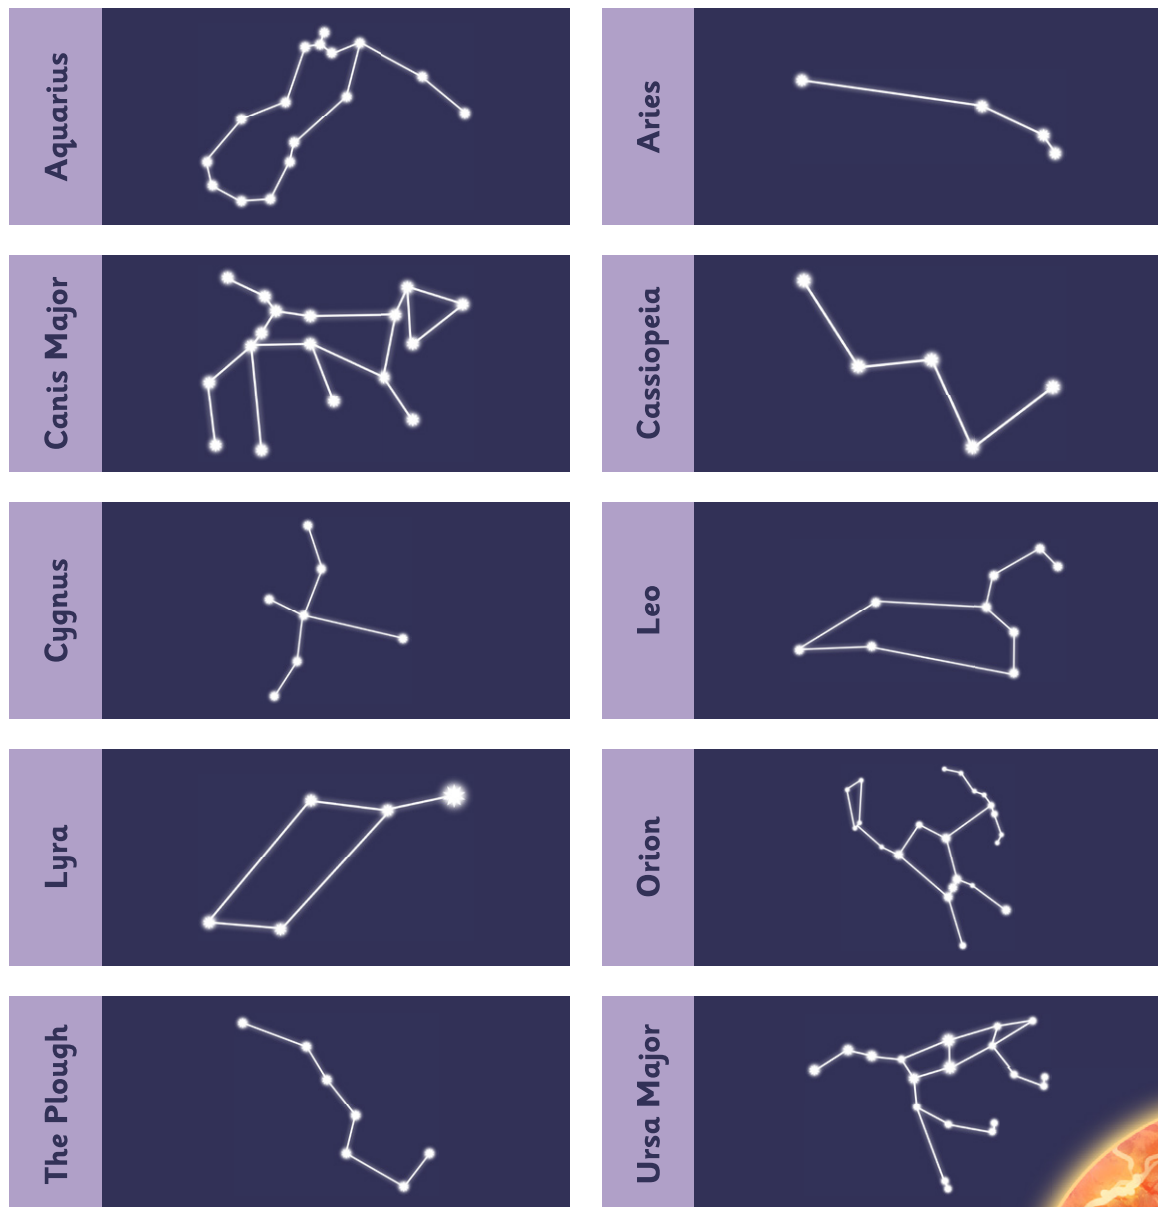 Aquarius
Aries
Canis Major
Cassiopeia
Cygnus
Leo
Lyra
Orion
The Plough
Ursa Major